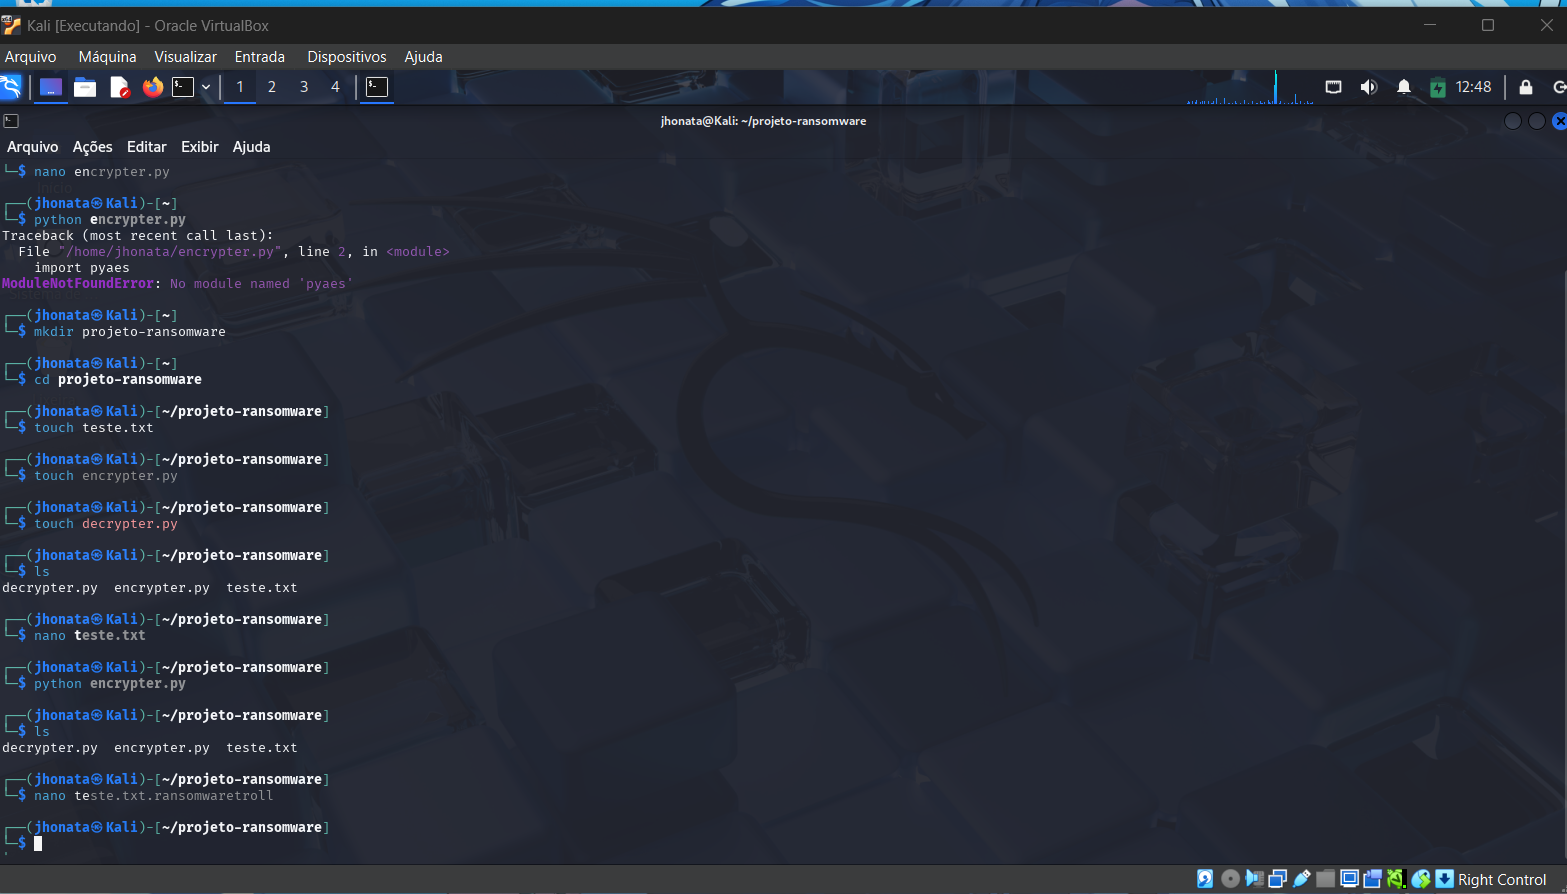 Kali [Executando] - Oracle VirtualBox
Arquivo Máquina Visualizar Entrada Dispositivos Ajuda
1 2 3 4 12:48
jhonata@Kali: ~/projeto-ransomware
Arquivo Ações Editar Exibir Ajuda
└─$ nano encrypter.py
┌──(jhonata㉿Kali)-[~]
└─$ python encrypter.py
Traceback (most recent call last):
File "/home/jhonata/encrypter.py", line 2, in <module>
import pyaes
ModuleNotFoundError: No module named 'pyaes'
┌──(jhonata㉿Kali)-[~]
└─$ mkdir projeto-ransomware
┌──(jhonata㉿Kali)-[~]
└─$ cd projeto-ransomware
┌──(jhonata㉿Kali)-[~/projeto-ransomware]
└─$ touch teste.txt
┌──(jhonata㉿Kali)-[~/projeto-ransomware]
└─$ touch encrypter.py
┌──(jhonata㉿Kali)-[~/projeto-ransomware]
└─$ touch decrypter.py
┌──(jhonata㉿Kali)-[~/projeto-ransomware]
└─$ ls
decrypter.py encrypter.py teste.txt
┌──(jhonata㉿Kali)-[~/projeto-ransomware]
└─$ nano teste.txt
┌──(jhonata㉿Kali)-[~/projeto-ransomware]
└─$ python encrypter.py
┌──(jhonata㉿Kali)-[~/projeto-ransomware]
└─$ ls
decrypter.py encrypter.py teste.txt
┌──(jhonata㉿Kali)-[~/projeto-ransomware]
└─$ nano teste.txt.ransomwaretroll
┌──(jhonata㉿Kali)-[~/projeto-ransomware]
└─$
Right Control